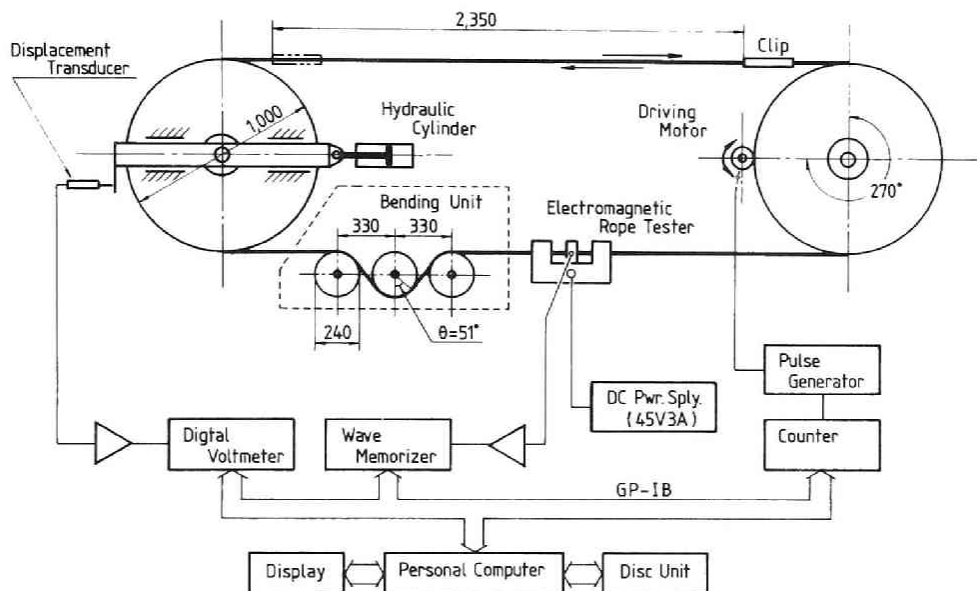 2,350
Displacement
Transducer
Clip
1,000
Hydraulic
Cylinder
Driving
Motor
270°
Bending Unit
330 330
Electromagnetic
Rope Tester
240
θ=51°
Pulse
Generator
DC Pwr. Sply.
(45V3A)
Digtal
Voltmeter
Wave
Memorizer
Counter
GP-IB
Display
Personal Computer
Disc Unit